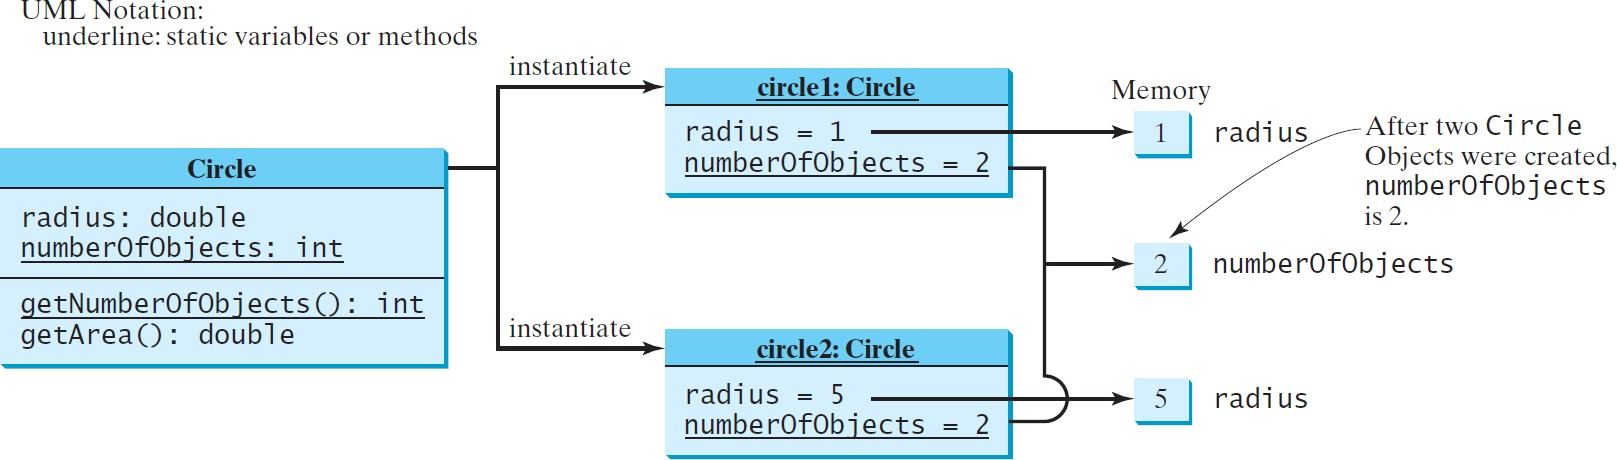 UML Notation:
underline: static variables or methods
instantiate
circle1: Circle
radius = 1
numberOfObjects = 2
Memory
1 radius
After two Circle
Objects were created,
numberOfObjects
is 2.
Circle
radius: double
numberOfObjects: int
getNumberOfObjects(): int
getArea(): double
2 numberOfObjects
instantiate
circle2: Circle
radius = 5
numberOfObjects = 2
5 radius